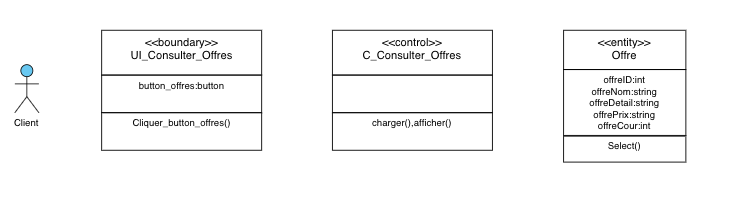 Client
<<boundary>>
UI_Consulter_Offres
button_offres:button
Cliquer_button_offres()
<<control>>
C_Consulter_Offres
charger(),afficher()
<<entity>>
Offre
offreID:int
offreNom:string
offreDetail:string
offrePrix:string
offreCour:int
Select()